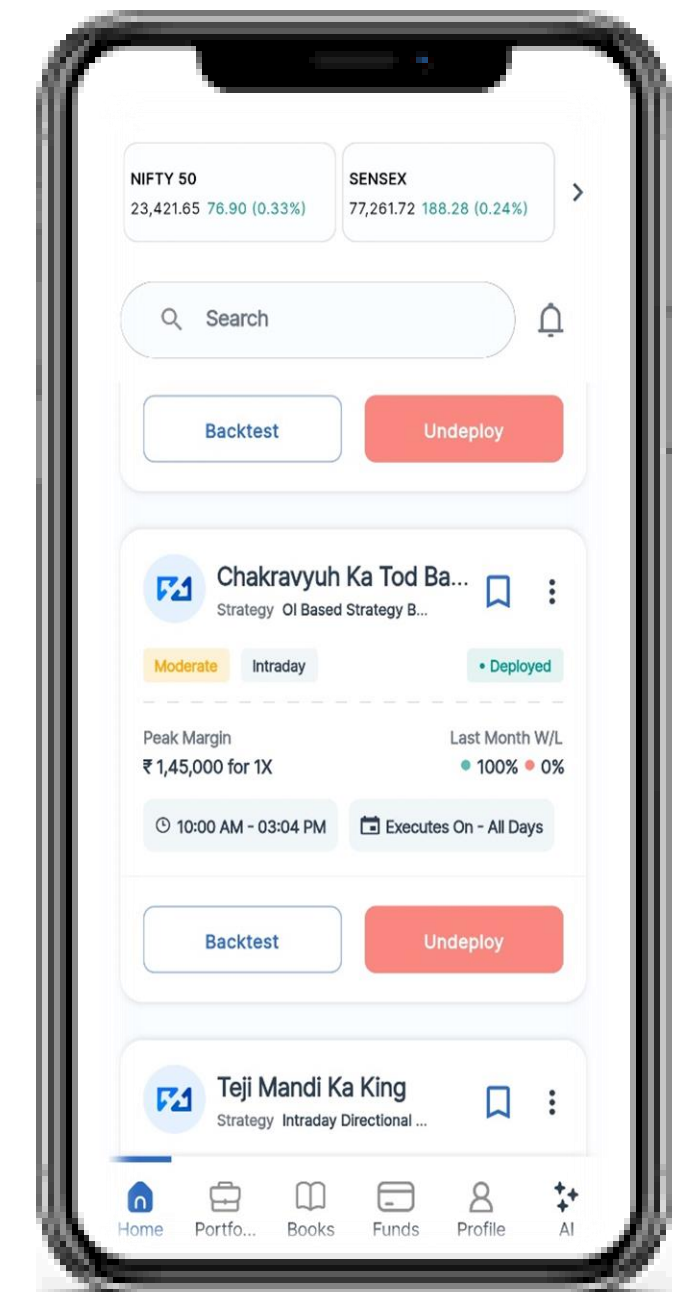 NIFTY 50
23,421.65 76.90 (0.33%)
SENSEX
77,261.72 188.28 (0.24%)
Search
Backtest
Undeploy
Chakravyuh Ka Tod Ba...
Strategy OI Based Strategy B...
Moderate
Intraday
• Deployed
Peak Margin
Last Month W/L
₹ 1,45,000 for 1X
100% 0%
10:00 AM - 03:04 PM
Executes On - All Days
Backtest
Undeploy
Teji Mandi Ka King
Strategy Intraday Directional ...
Home
Portfo...
Books
Funds
Profile
AI